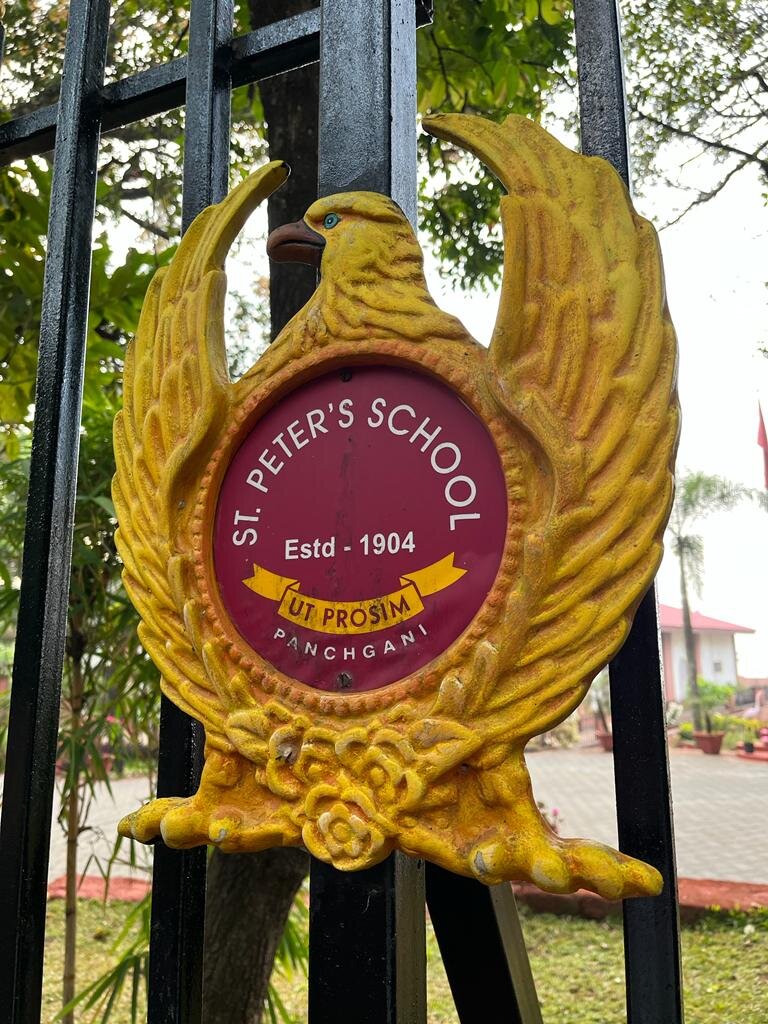 ST. PETER'S SCHOOL
Estd - 1904
UT PROSIM
PANCHGANI